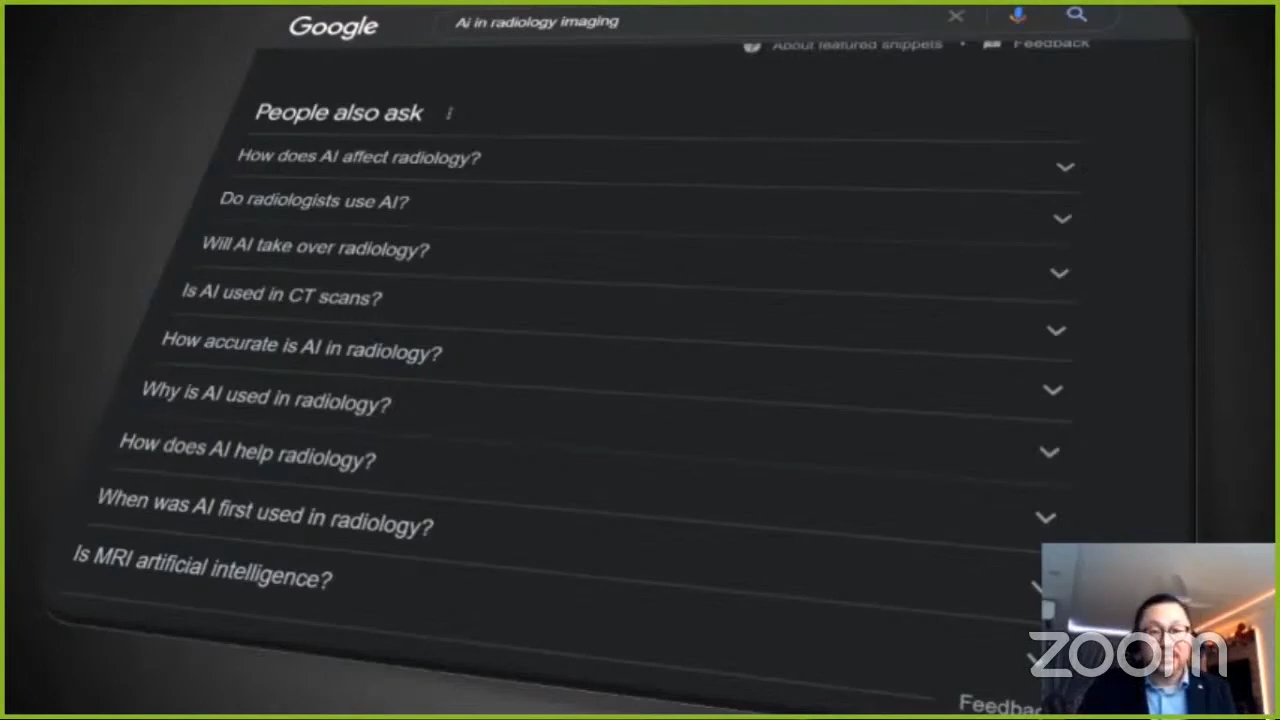 Google
Ai in radiology imaging
About featured snippets
Feedback
People also ask
How does AI affect radiology?
Do radiologists use AI?
Will AI take over radiology?
Is AI used in CT scans?
How accurate is AI in radiology?
Why is AI used in radiology?
How does AI help radiology?
When was AI first used in radiology?
Is MRI artificial intelligence?
Feedbac
zoom